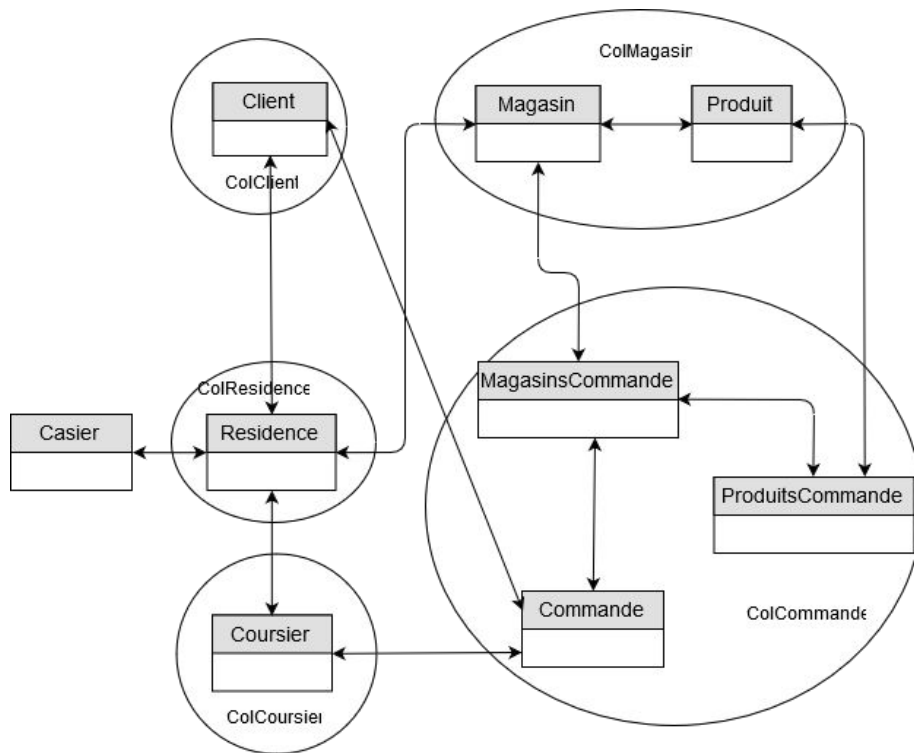 ColMagasin
Client
Magasin
Produit
ColClient
MagasinsCommande
ColResidence
Casier
Residence
ProduitsCommande
Commande
ColCommande
Coursier
ColCoursier